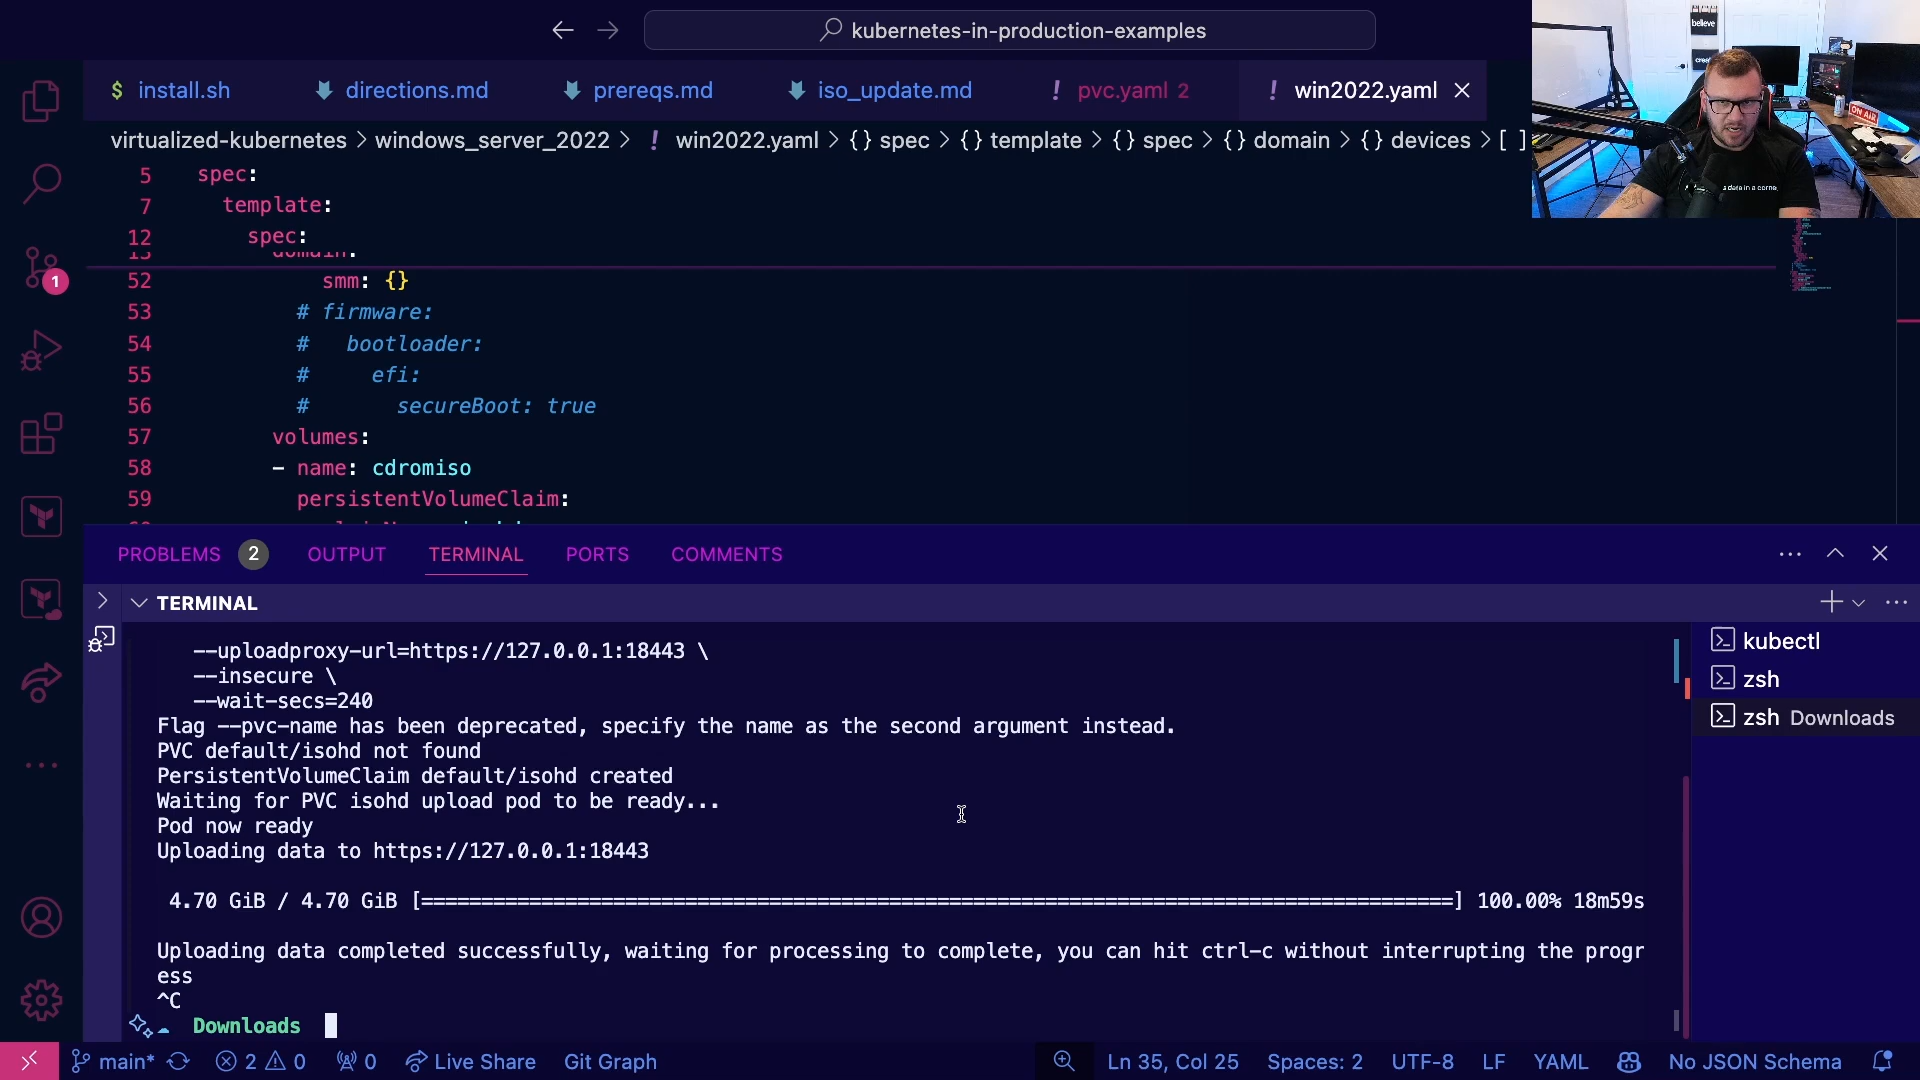 kubernetes-in-production-examples
believe
$ install.sh
directions.md
prereqs.md
iso_update.md
! pvc.yaml 2
! win2022.yaml
ON AIR
virtualized-kubernetes > windows_server_2022 > ! win2022.yaml > {} spec > {} template > {} spec > {} domain > {} devices > [ ]
5 spec:
7 template:
12 spec:
13 domain:
52 smm: {}
53 # firmware:
54 # bootloader:
55 # efi:
56 # secureBoot: true
57 volumes:
58 - name: cdromiso
59 persistentVolumeClaim:
1
PROBLEMS 2 OUTPUT TERMINAL PORTS COMMENTS
TERMINAL
--uploadproxy-url=https://127.0.0.1:18443 \
--insecure \
--wait-secs=240
Flag --pvc-name has been deprecated, specify the name as the second argument instead.
PVC default/isohd not found
PersistentVolumeClaim default/isohd created
Waiting for PVC isohd upload pod to be ready...
Pod now ready
Uploading data to https://127.0.0.1:18443
4.70 GiB / 4.70 GiB [======================================================================================] 100.00% 18m59s
Uploading data completed successfully, waiting for processing to complete, you can hit ctrl-c without interrupting the progr
ess
^C
Downloads
kubectl
zsh
zsh Downloads
main* 2 0 0 Live Share Git Graph Ln 35, Col 25 Spaces: 2 UTF-8 LF YAML No JSON Schema